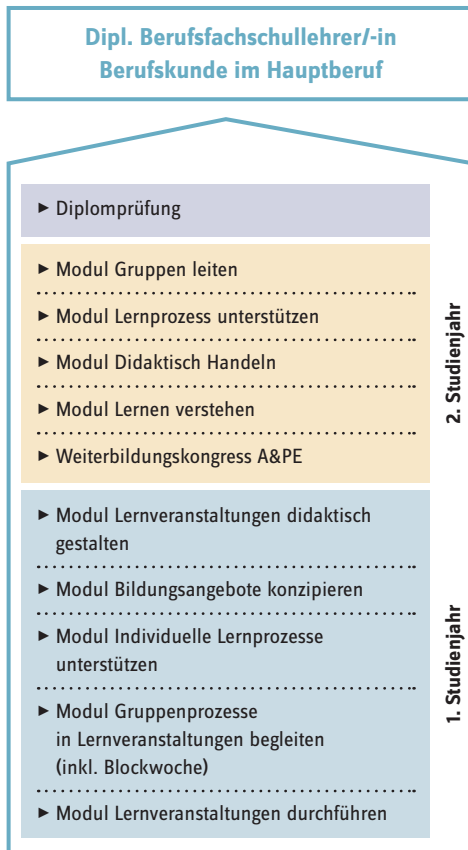 Dipl. Berufsfachschullehrer/-in
Berufskunde im Hauptberuf
► Diplomprüfung
► Modul Gruppen leiten
► Modul Lernprozess unterstützen
► Modul Didaktisch Handeln
► Modul Lernen verstehen
► Weiterbildungskongress A&PE
2. Studienjahr
► Modul Lernveranstaltungen didaktisch
gestalten
► Modul Bildungsangebote konzipieren
► Modul Individuelle Lernprozesse
unterstützen
► Modul Gruppenprozesse
in Lernveranstaltungen begleiten
(inkl. Blockwoche)
► Modul Lernveranstaltungen durchführen
1. Studienjahr